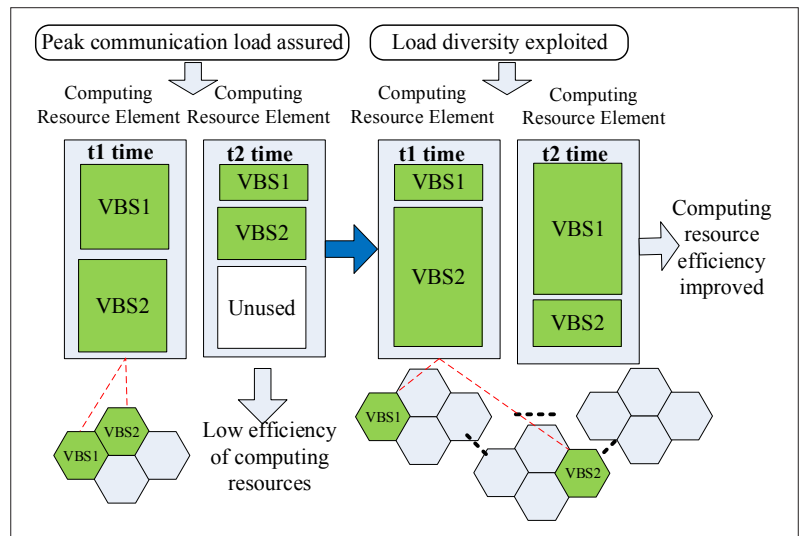 Peak communication load assured
Load diversity exploited
Computing
Resource Element
Computing
Resource Element
Computing
Resource Element
Computing
Resource Element
t1 time
VBS1
VBS2
t2 time
VBS1
VBS2
Unused
t1 time
VBS1
VBS2
t2 time
VBS1
VBS2
Computing
resource
efficiency
improved
VBS1
VBS2
Low efficiency
of computing
resources
VBS1
VBS2